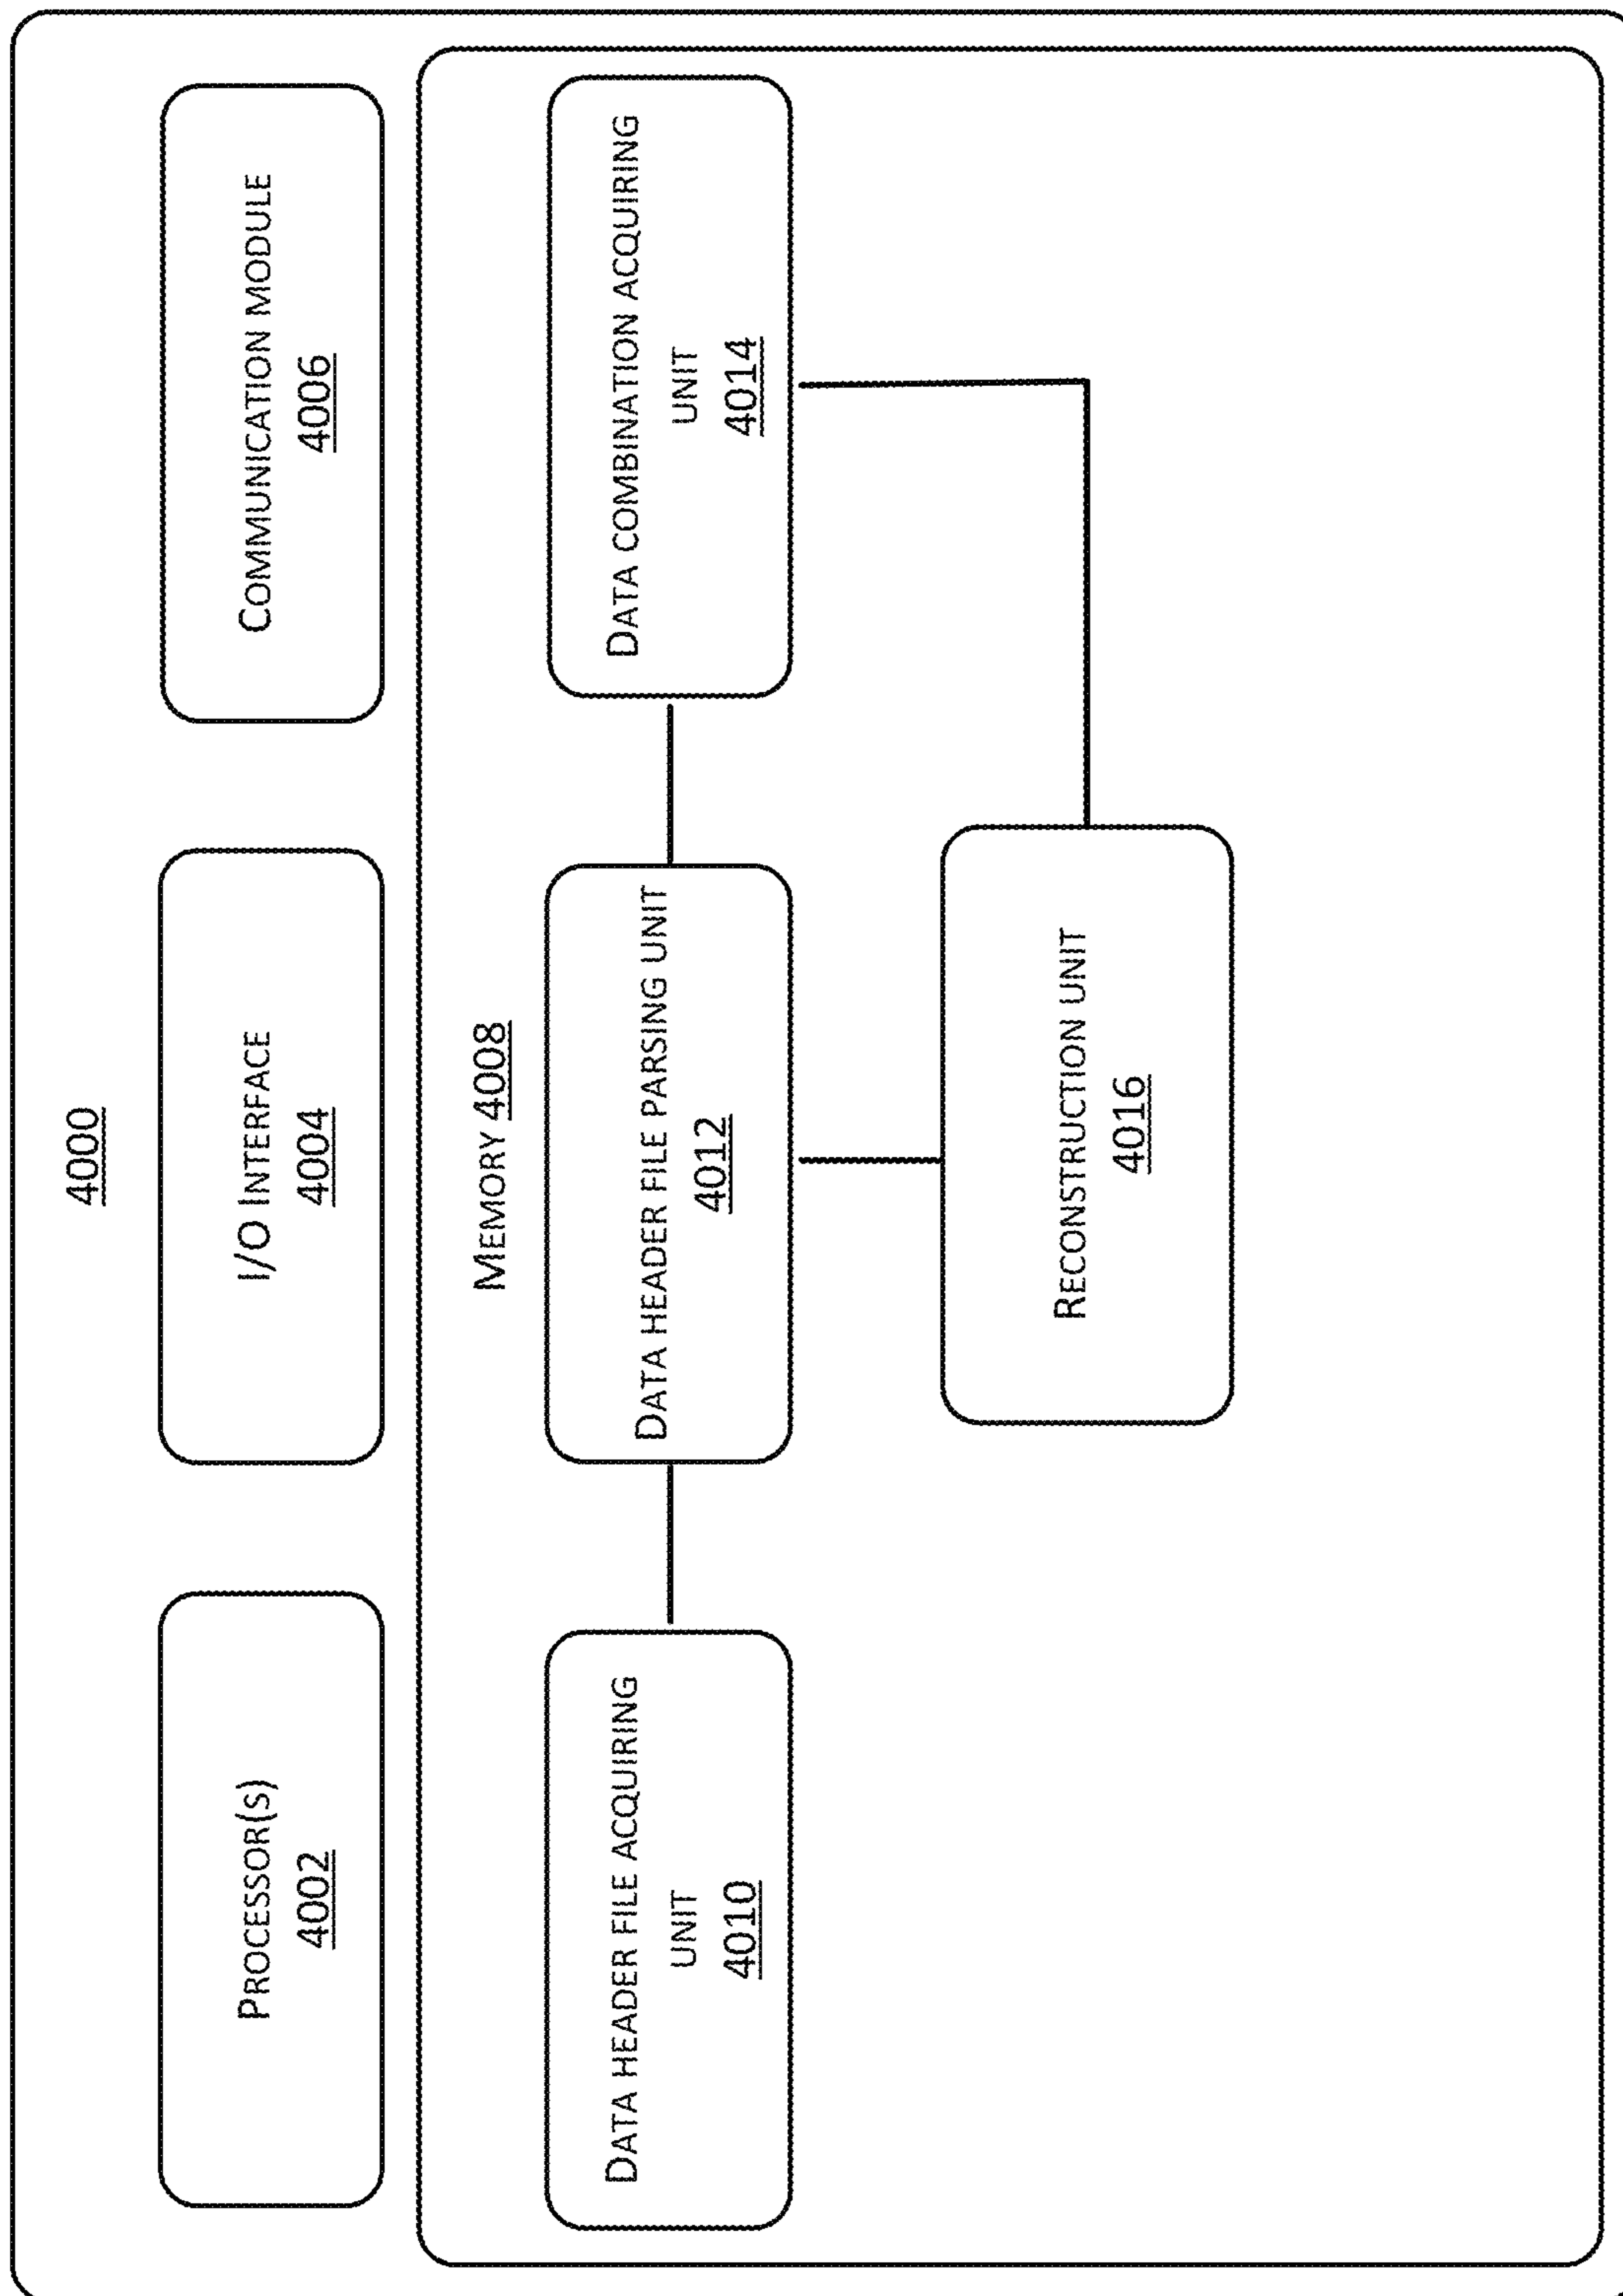 4000
PROCESSOR(S)
4002
I/O INTERFACE
4004
COMMUNICATION MODULE
4006
MEMORY 4008
DATA HEADER FILE ACQUIRING
UNIT
4010
DATA HEADER FILE PARSING UNIT
4012
DATA COMBINATION ACQUIRING
UNIT
4014
RECONSTRUCTION UNIT
4016